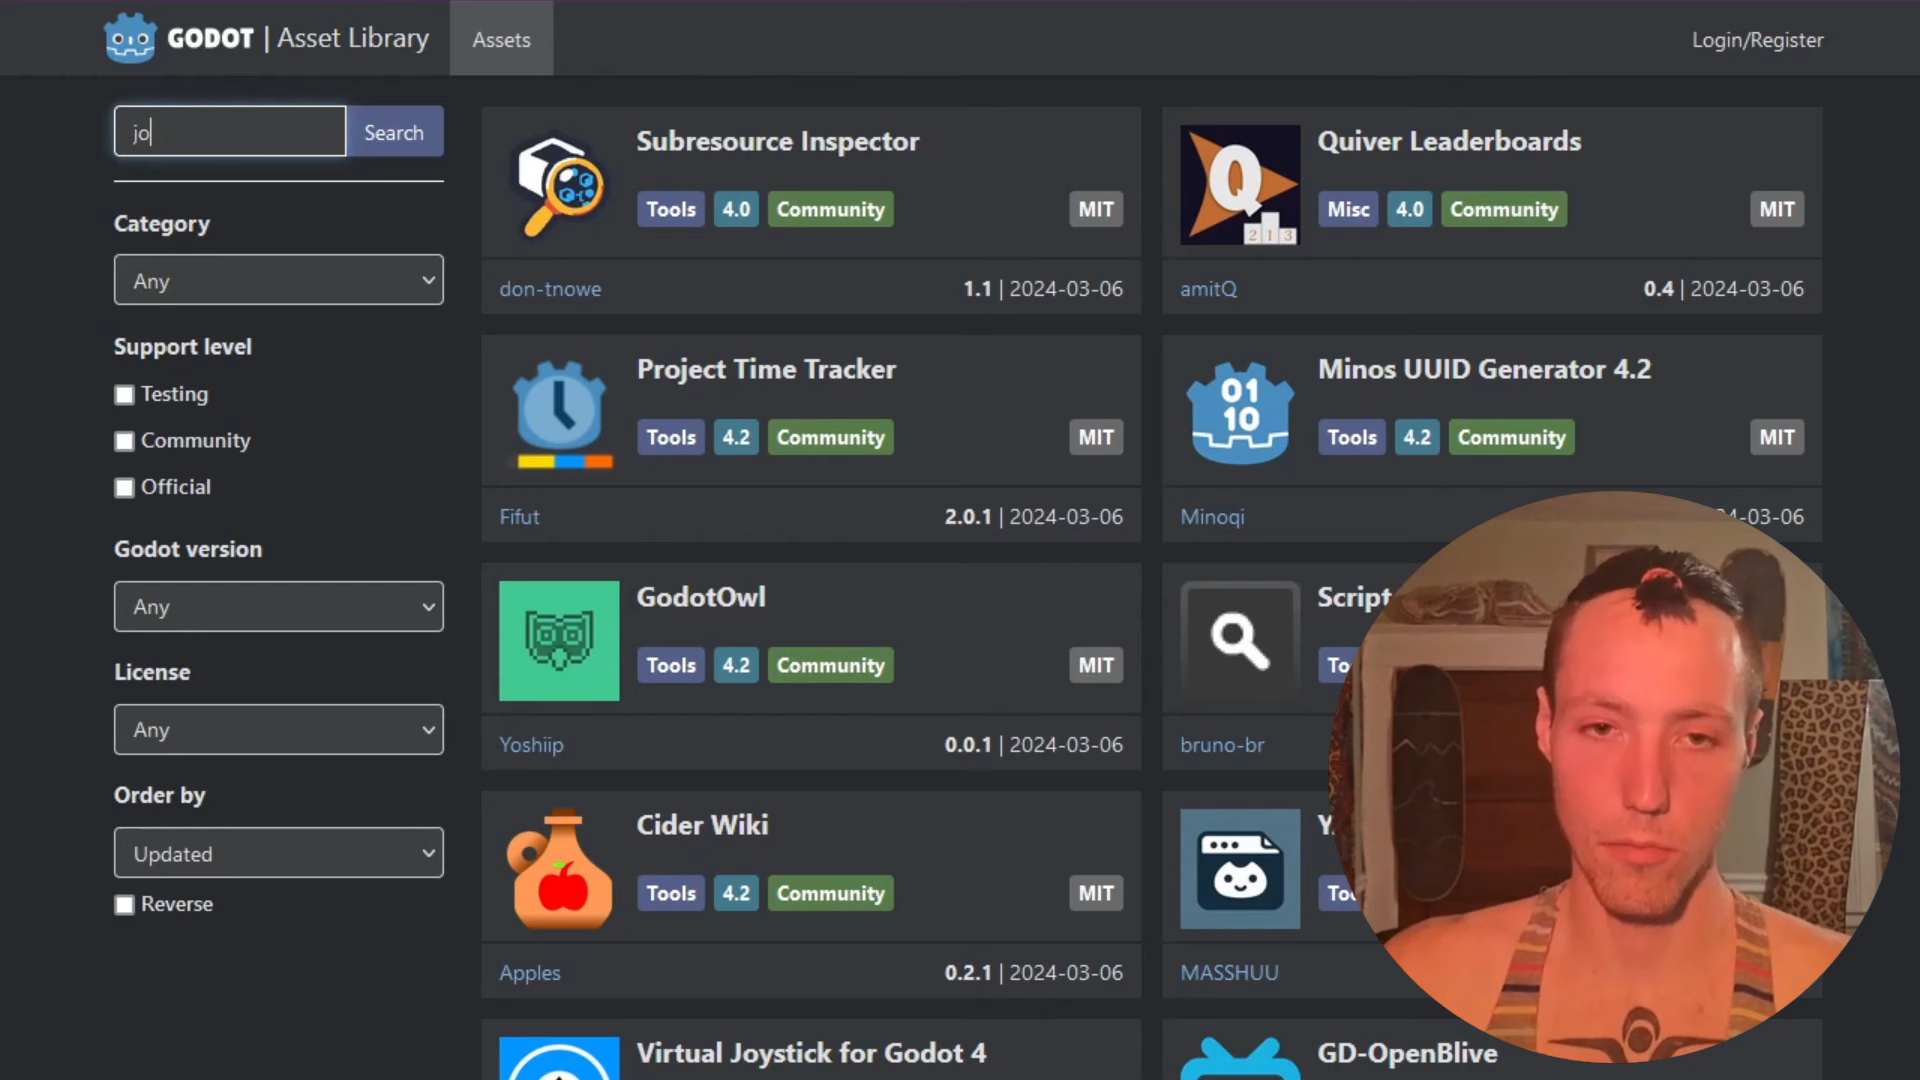 GODOT | Asset Library
Assets
Login/Register
jo
Search
Category
Any
Support level
Testing
Community
Official
Godot version
Any
License
Any
Order by
Updated
Reverse
Subresource Inspector
Tools 4.0 Community MIT
don-tnowe 1.1 | 2024-03-06
Q
213
Quiver Leaderboards
Misc 4.0 Community MIT
amitQ 0.4 | 2024-03-06
Project Time Tracker
Tools 4.2 Community MIT
Fifut 2.0.1 | 2024-03-06
01
10
Minos UUID Generator 4.2
Tools 4.2 Community MIT
Minoqi
GodotOwl
Tools 4.2 Community MIT
Yoshiip 0.0.1 | 2024-03-06
Script
bruno-br
Cider Wiki
Tools 4.2 Community MIT
Apples 0.2.1 | 2024-03-06
MASSHUU
Virtual Joystick for Godot 4
GD-OpenBlive